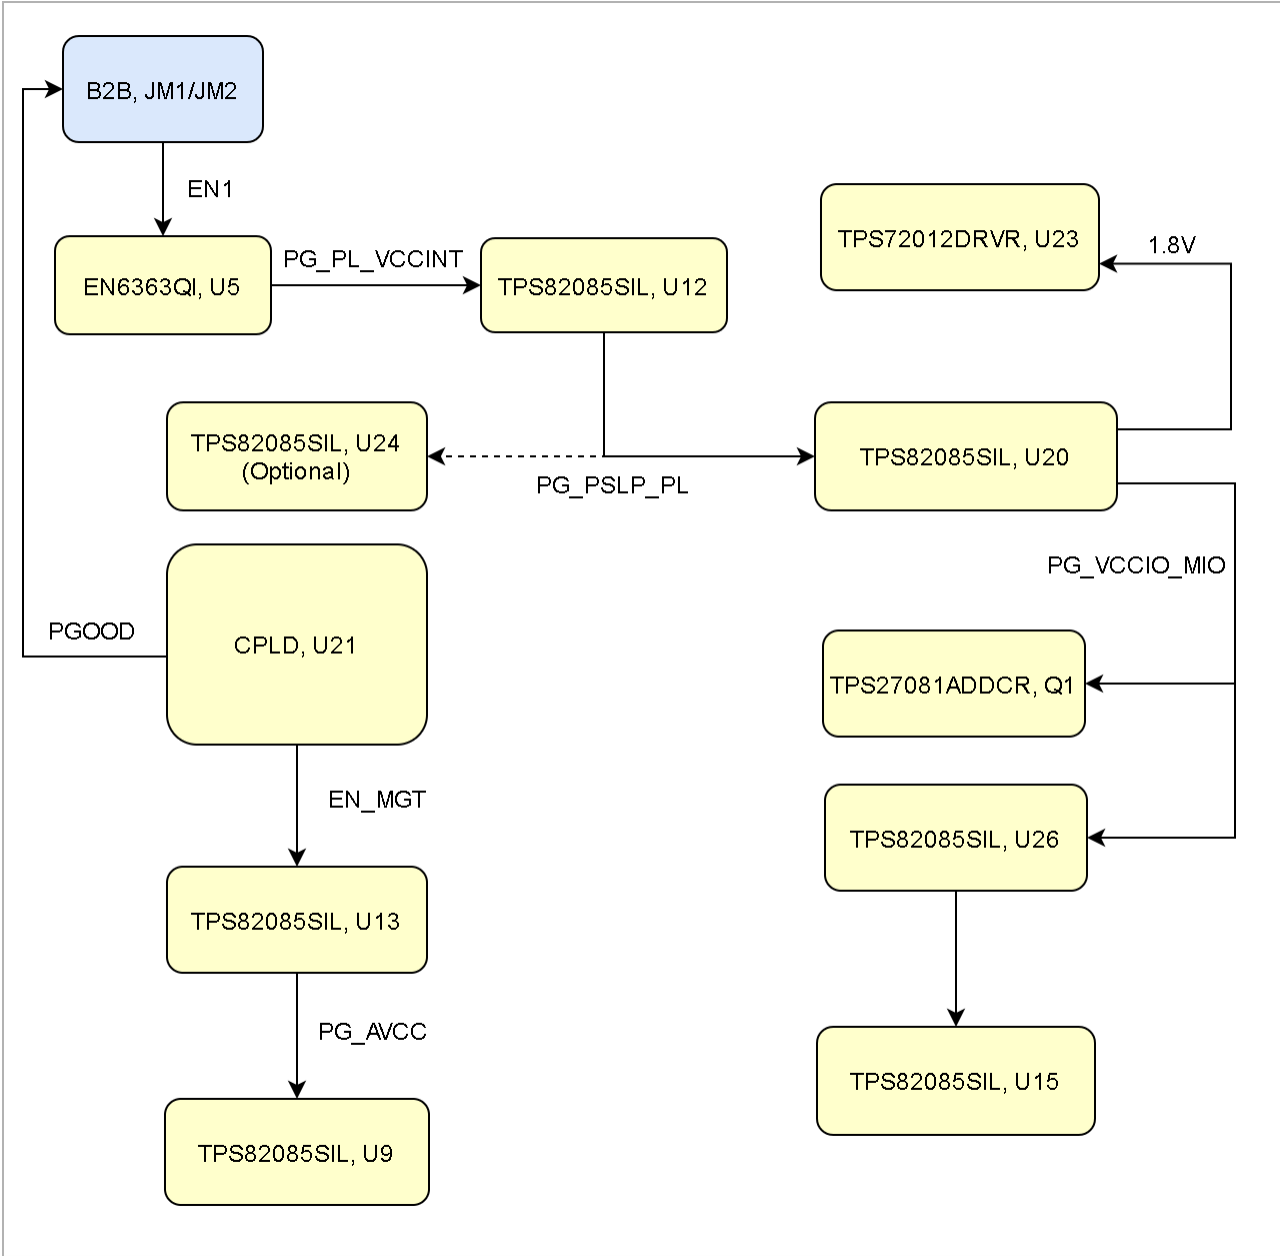 B2B, JM1/JM2
EN1
EN6363QI, U5
PG_PL_VCCINT
TPS82085SIL, U12
TPS72012DRVR, U23
1.8V
TPS82085SIL, U24
(Optional)
PG_PSLP_PL
TPS82085SIL, U20
PG_VCCIO_MIO
PGOOD
CPLD, U21
TPS27081ADDCR, Q1
EN_MGT
TPS82085SIL, U26
TPS82085SIL, U13
PG_AVCC
TPS82085SIL, U15
TPS82085SIL, U9